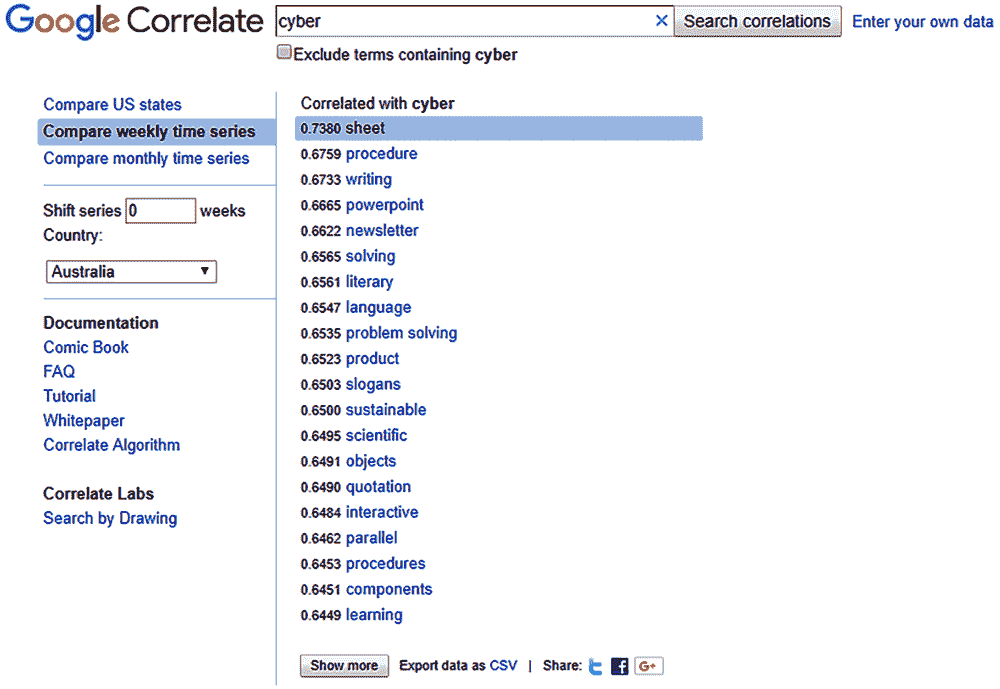 Google Correlate cyber × Search correlations Enter your own data
Exclude terms containing cyber
Compare US states
Compare weekly time series
Compare monthly time series
Shift series 0 weeks
Country:
Australia
Documentation
Comic Book
FAQ
Tutorial
Whitepaper
Correlate Algorithm
Correlate Labs
Search by Drawing
Correlated with cyber
0.7380 sheet
0.6759 procedure
0.6733 writing
0.6665 powerpoint
0.6622 newsletter
0.6565 solving
0.6561 literary
0.6547 language
0.6535 problem solving
0.6523 product
0.6503 slogans
0.6500 sustainable
0.6495 scientific
0.6491 objects
0.6490 quotation
0.6484 interactive
0.6462 parallel
0.6453 procedures
0.6451 components
0.6449 learning
Show more Export data as CSV | Share: G+